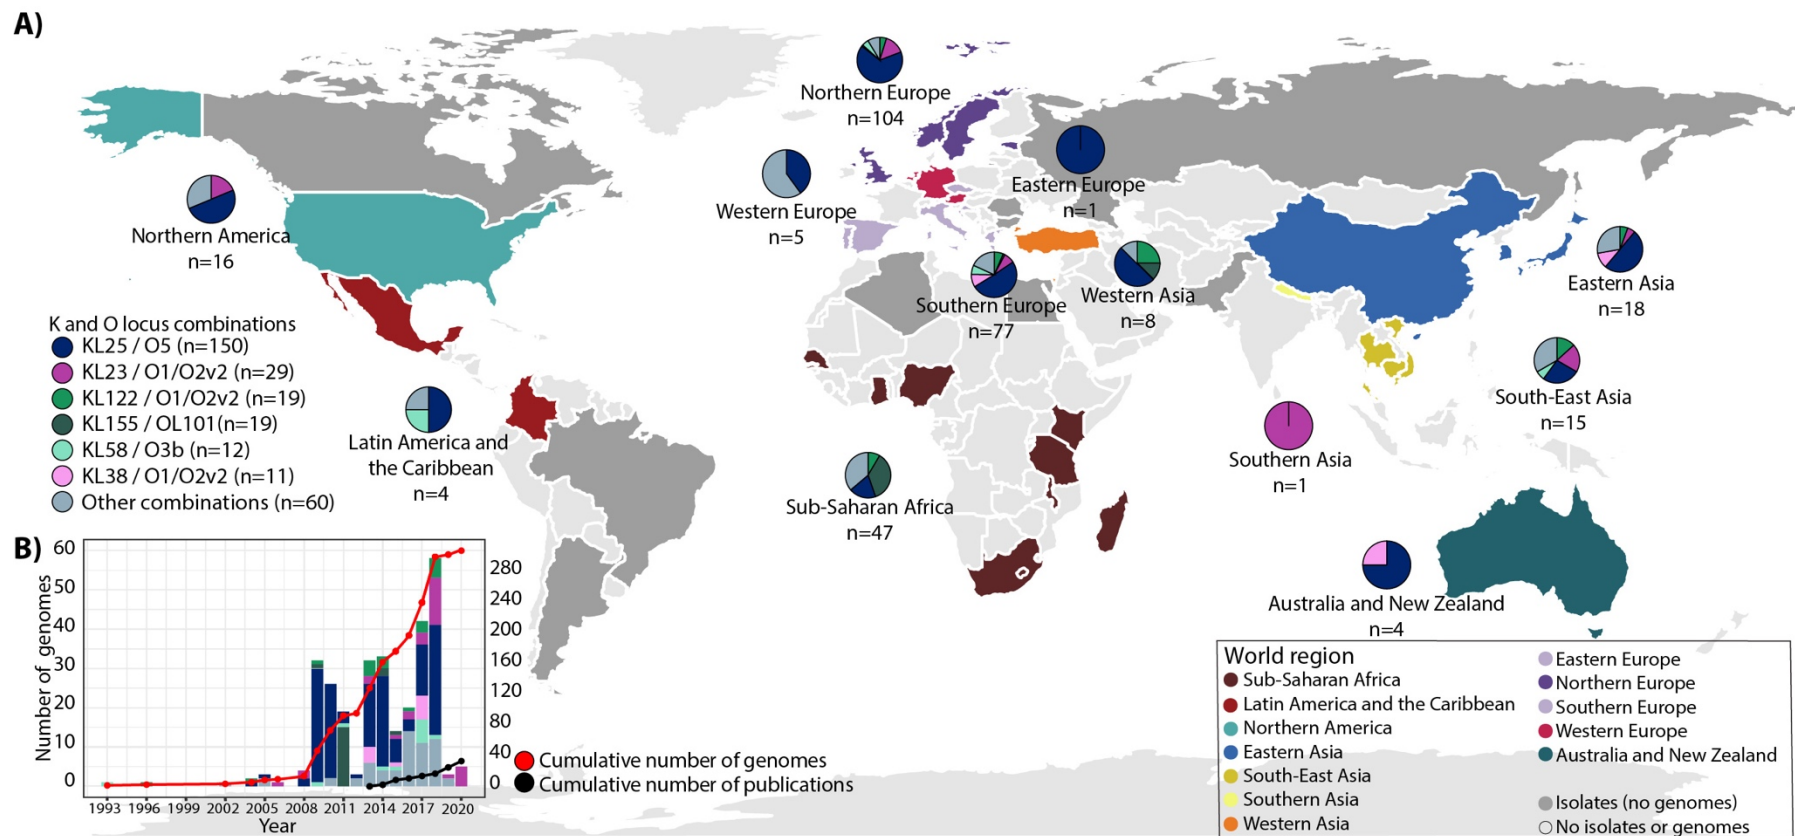 A)
Northern Europe
n=104
Western Europe
n=5
Eastern Europe
n=1
Northern America
n=16
Southern Europe
n=77
Western Asia
n=8
Eastern Asia
n=18
K and O locus combinations
KL25 / O5 (n=150)
KL23 / O1/O2v2 (n=29)
KL122 / O1/O2v2 (n=19)
KL155 / OL101(n=19)
KL58 / O3b (n=12)
KL38 / O1/O2v2 (n=11)
Other combinations (n=60)
Latin America and
the Caribbean
n=4
Sub-Saharan Africa
n=47
South-East Asia
n=15
Southern Asia
n=1
Australia and New Zealand
n=4
B)
Number of genomes
60
50
40
30
20
10
0
280
240
200
160
120
80
40
0
1993 1996 1999 2002 2005 2008 2011 2014 2017 2020
Year
Cumulative number of genomes
Cumulative number of publications
World region
Sub-Saharan Africa
Latin America and the Caribbean
Northern America
Eastern Asia
South-East Asia
Southern Asia
Western Asia
Eastern Europe
Northern Europe
Southern Europe
Western Europe
Australia and New Zealand
Isolates (no genomes)
No isolates or genomes